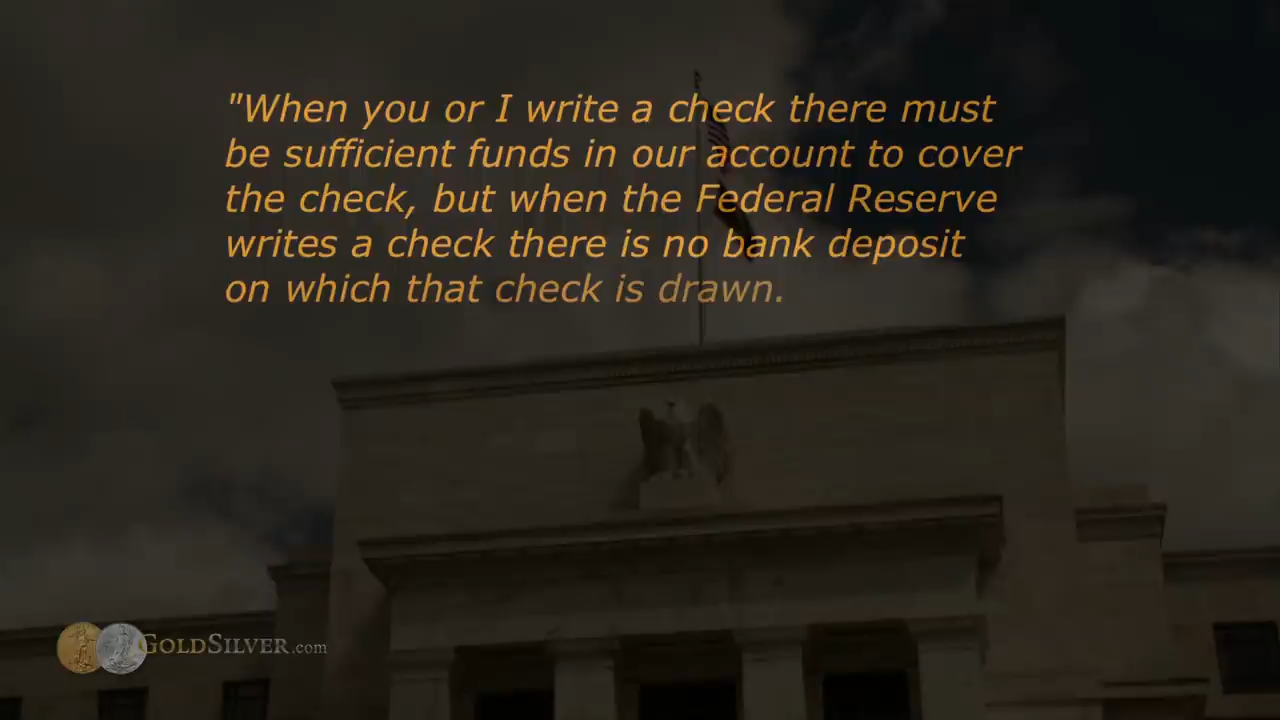 "When you or I write a check there must
be sufficient funds in our account to cover
the check, but when the Federal Reserve
writes a check there is no bank deposit
on which that check is drawn.
GOLDSILVER.com